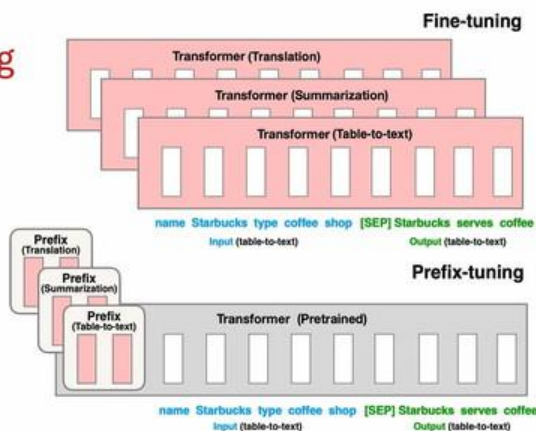 Fine-tuning
g
Transformer (Translation)
Transformer (Summarization)
Transformer (Table-to-text)
name Starbucks type coffee shop [SEP] Starbucks serves coffee
Input (table-to-text) Output (table-to-text)
Prefix-tuning
Prefix
(Translation)
Prefix
(Summarization)
Prefix
(Table-to-text)
Transformer (Pretrained)
name Starbucks type coffee shop [SEP] Starbucks serves coffee
Input (table-to-text) Output (table-to-text)